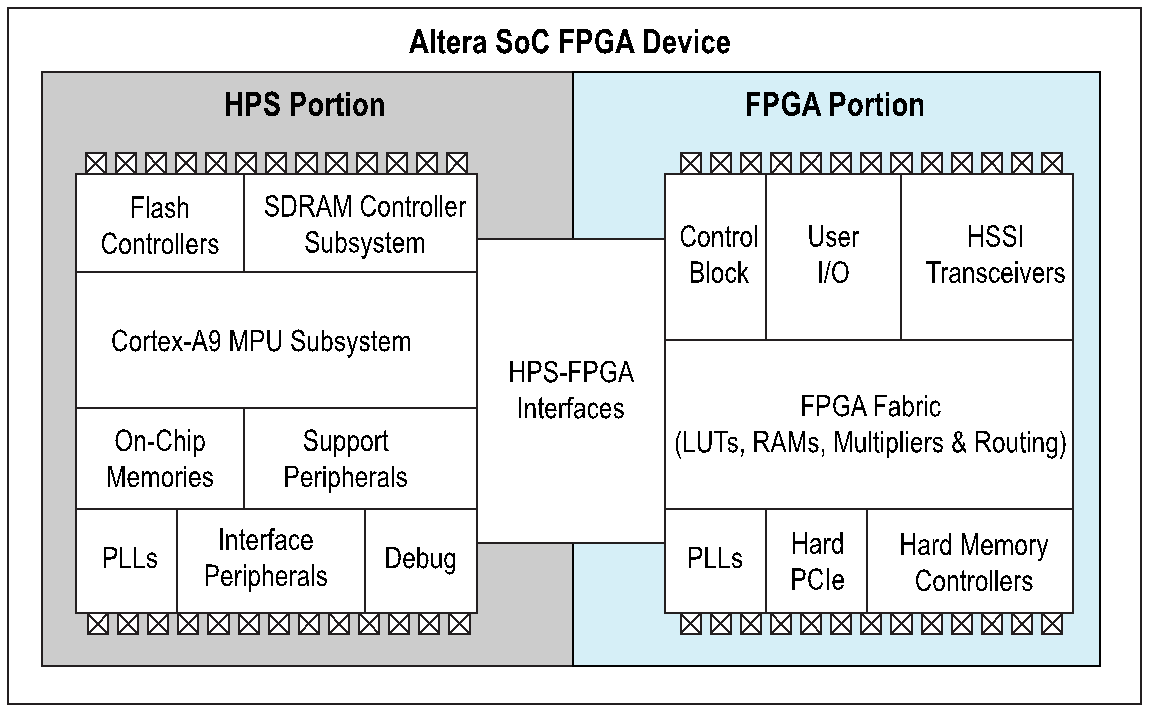 Altera SoC FPGA Device
HPS Portion
Flash
Controllers
SDRAM Controller
Subsystem
Cortex-A9 MPU Subsystem
On-Chip
Memories
Support
Peripherals
PLLs
Interface
Peripherals
Debug
HPS-FPGA
Interfaces
FPGA Portion
Control
Block
User
I/O
HSSI
Transceivers
FPGA Fabric
(LUTs, RAMs, Multipliers & Routing)
PLLs
Hard
PCIe
Hard Memory
Controllers